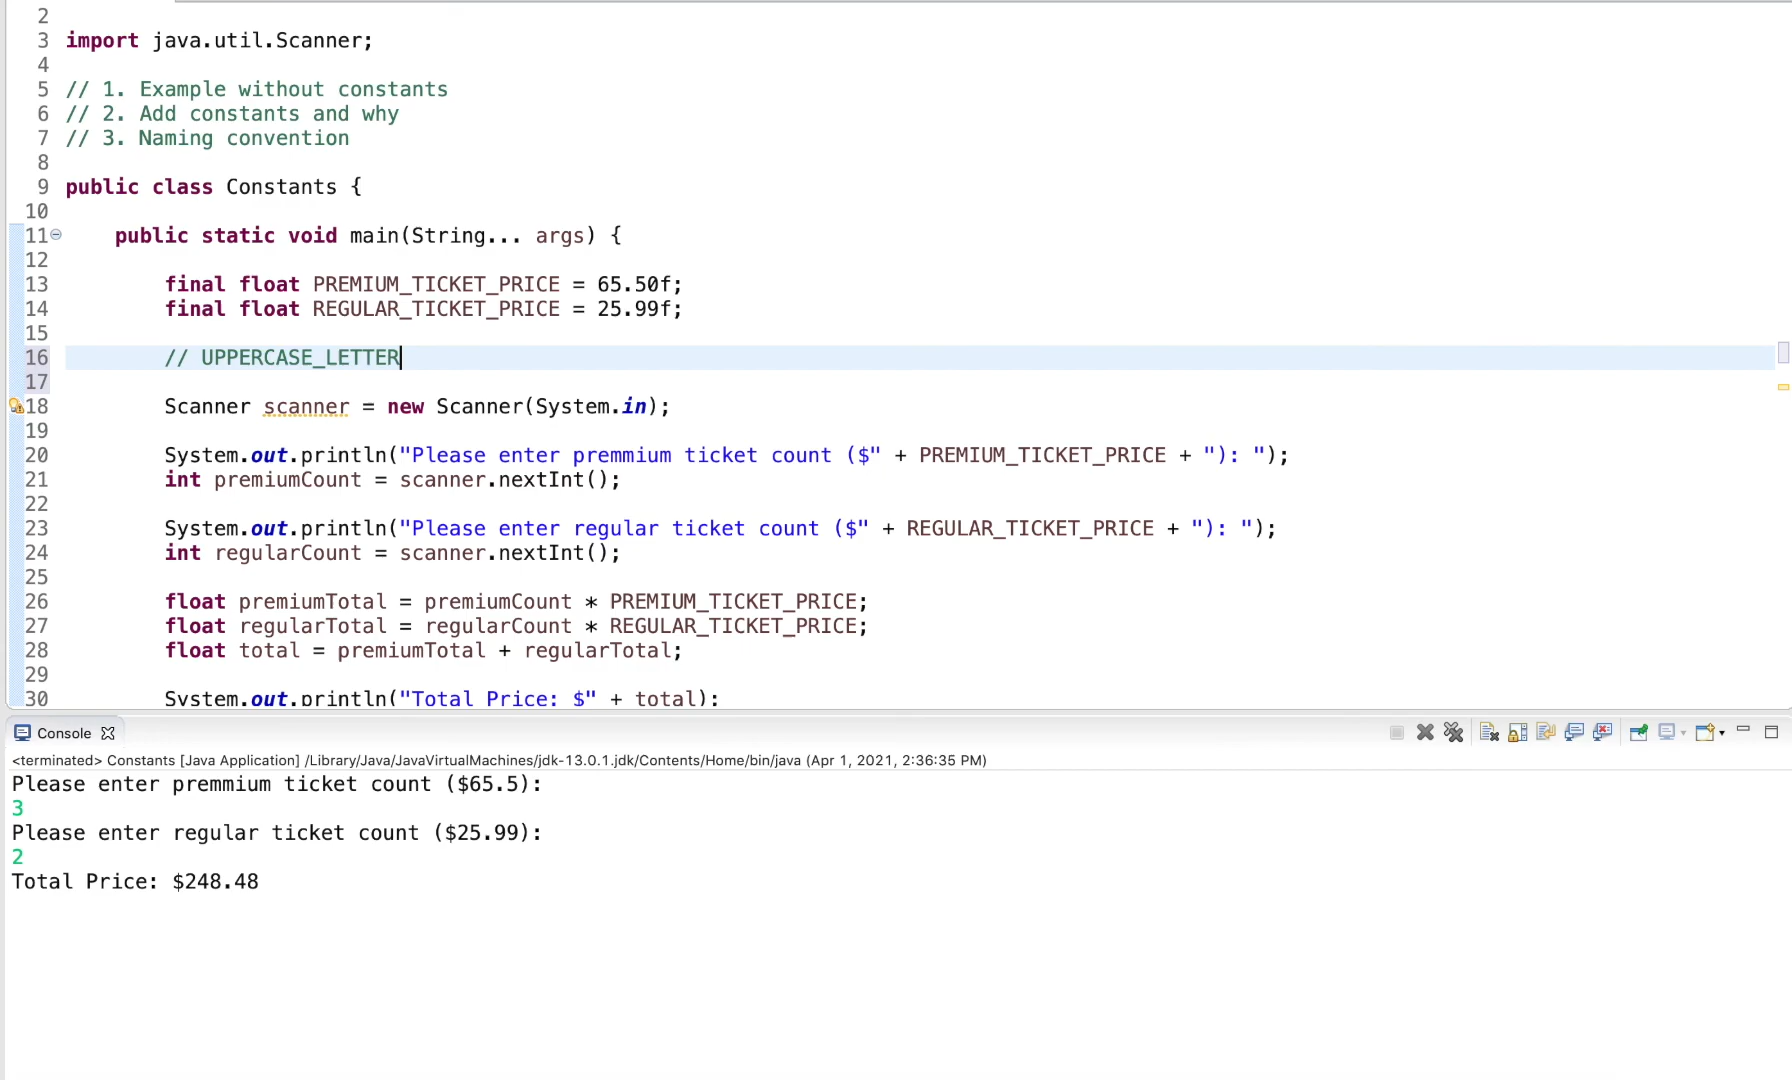 2
3 import java.util.Scanner;
4
5 // 1. Example without constants
6 // 2. Add constants and why
7 // 3. Naming convention
8
9 public class Constants {
10
11 public static void main(String... args) {
12
13 final float PREMIUM_TICKET_PRICE = 65.50f;
14 final float REGULAR_TICKET_PRICE = 25.99f;
15
16 // UPPERCASE_LETTER
17
18 Scanner scanner = new Scanner(System.in);
19
20 System.out.println("Please enter premmium ticket count ($" + PREMIUM_TICKET_PRICE + "): ");
21 int premiumCount = scanner.nextInt();
22
23 System.out.println("Please enter regular ticket count ($" + REGULAR_TICKET_PRICE + "): ");
24 int regularCount = scanner.nextInt();
25
26 float premiumTotal = premiumCount * PREMIUM_TICKET_PRICE;
27 float regularTotal = regularCount * REGULAR_TICKET_PRICE;
28 float total = premiumTotal + regularTotal;
29
30 System.out.println("Total Price: $" + total);
Console
<terminated> Constants [Java Application] /Library/Java/JavaVirtualMachines/jdk-13.0.1.jdk/Contents/Home/bin/java (Apr 1, 2021, 2:36:35 PM)
Please enter premmium ticket count ($65.5):
3
Please enter regular ticket count ($25.99):
2
Total Price: $248.48